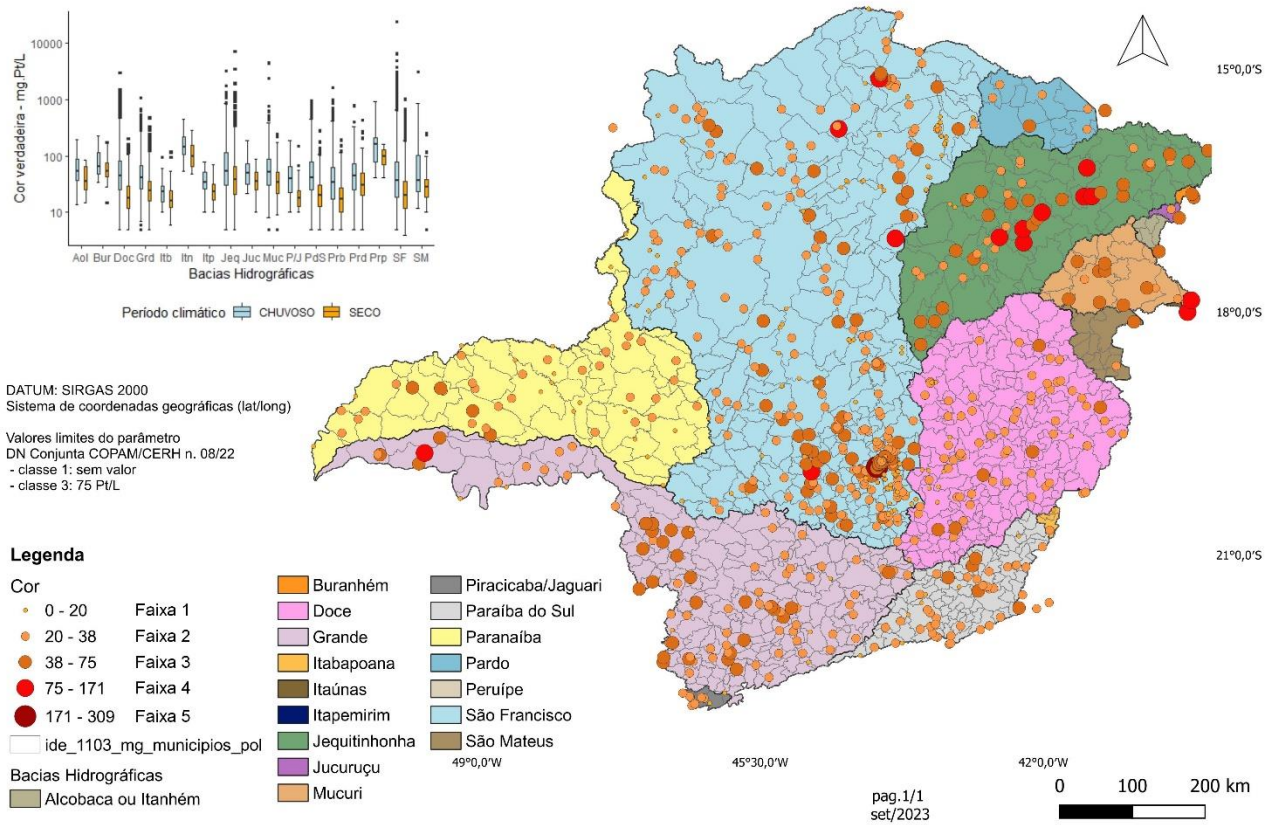 Cor verdadeira - mg.Pt/L
10000
1000
100
10
Aol Bur Doc Grd Itb Itn Itp Jeq Juc Muc P/J PdS Prb Prd Prp SF SM
Bacias Hidrográficas
Período climático CHUVOSO SECO
15°0,0'S
18°0,0'S
21°0,0'S
DATUM: SIRGAS 2000
Sistema de coordenadas geográficas (lat/long)
Valores limites do parâmetro
DN Conjunta COPAM/CERH n. 08/22
- classe 1: sem valor
- classe 3: 75 Pt/L
Legenda
Cor
0 - 20 Faixa 1
20 - 38 Faixa 2
38 - 75 Faixa 3
75 - 171 Faixa 4
171 - 309 Faixa 5
ide_1103_mg_municipios_pol
Bacias Hidrográficas
Alcobaca ou Itanhém
Buranhém
Doce
Grande
Itabapoana
Itaúnas
Itapemirim
Jequitinhonha
Jucuruçu
Mucuri
Piracicaba/Jaguari
Paraíba do Sul
Paranaíba
Pardo
Peruípe
São Francisco
São Mateus
49°0,0'W
45°30,0'W
42°0,0'W
pag.1/1
set/2023
0 100 200 km